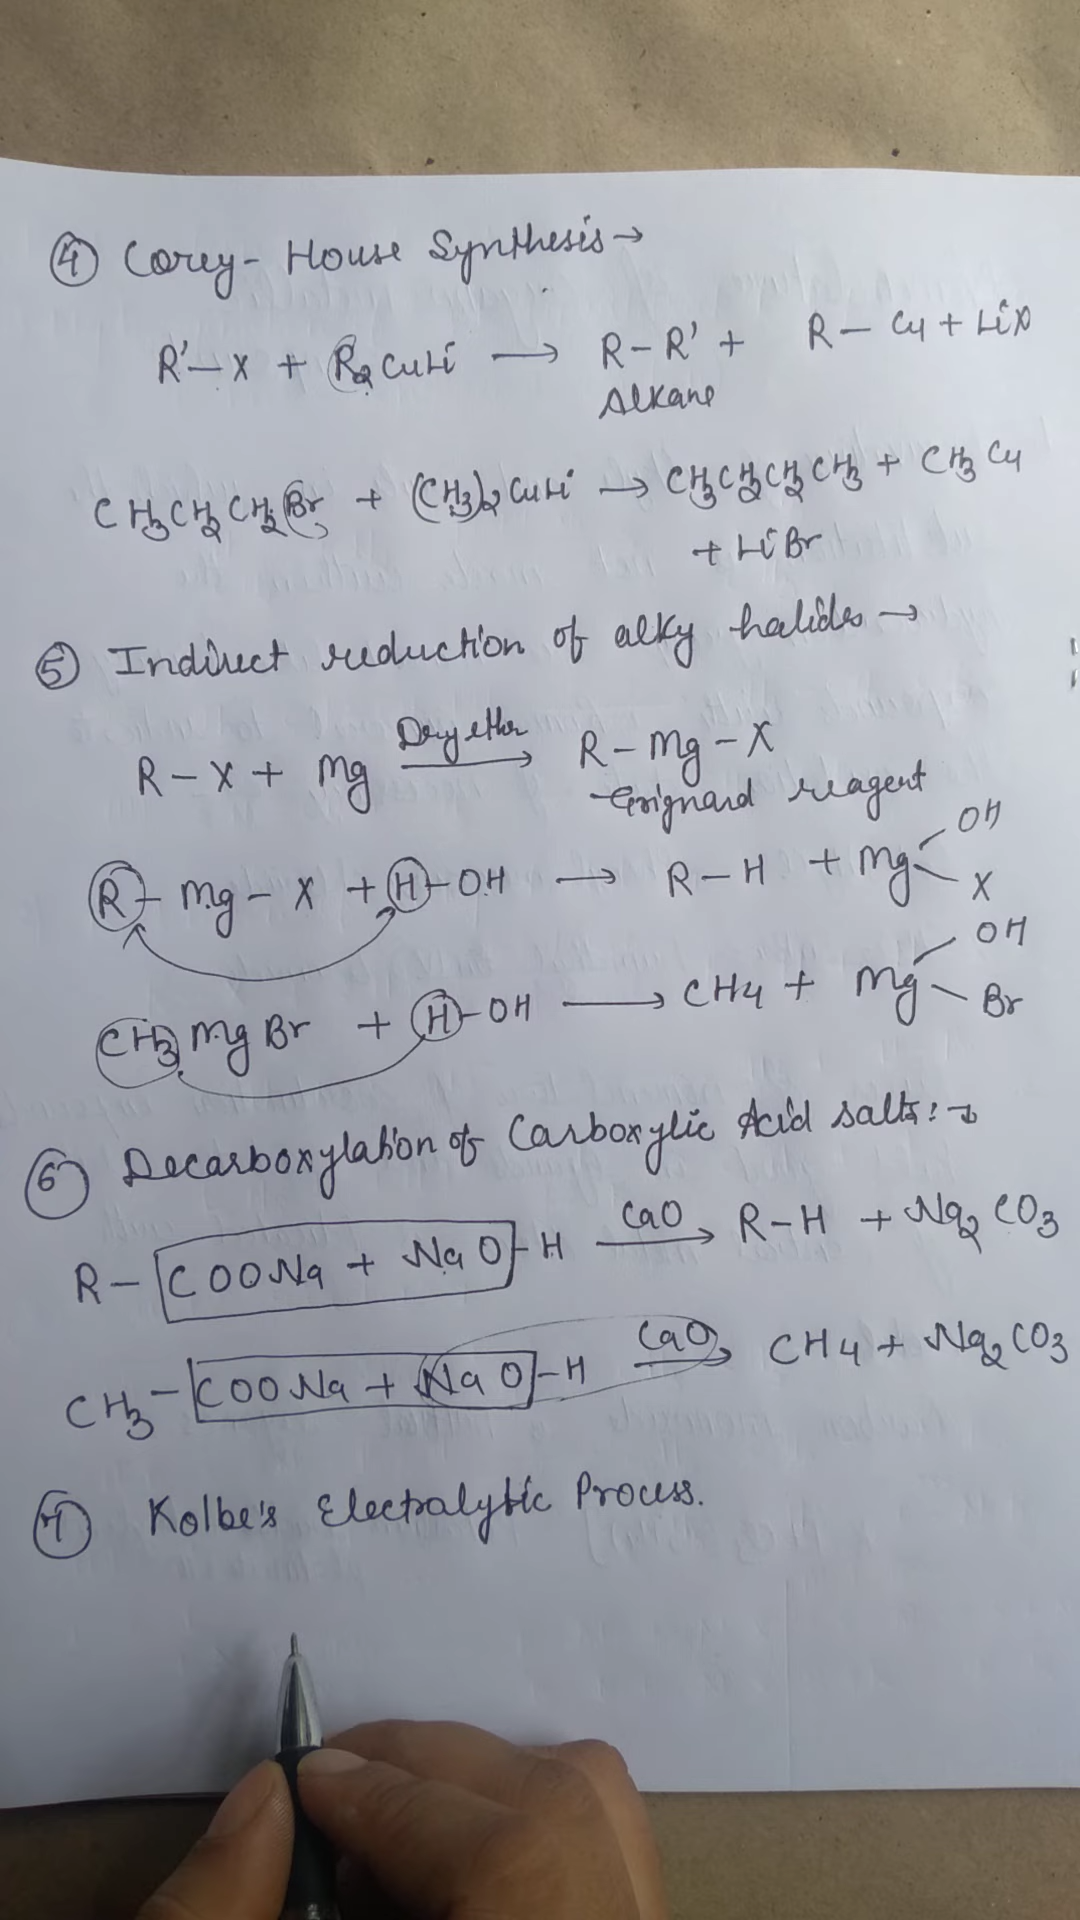 ④ Corey- House Synthesis →
R'-X + R₂CuLi → R-R' + R-Cu + LiX
Alkane
CH₃CH₂CH₂Br + (CH₃)₂CuLi → CH₃CH₂CH₂CH₃ + CH₃Cu
+ LiBr
⑤ Indirect reduction of alky halides →
Dry ether
R-X + Mg → R-Mg-X
Grignard reagent
R-Mg-X + H-OH → R-H + Mg OH X
CH₃MgBr + H-OH → CH₄ + Mg OH Br
⑥ Decarboxylation of Carboxylic Acid salts:→
R-COONa + NaO-H CaO→ R-H + Na₂CO₃
CH₃-COONa + NaO-H CaO→ CH₄ + Na₂CO₃
⑦ Kolbe's Electralytic Process.